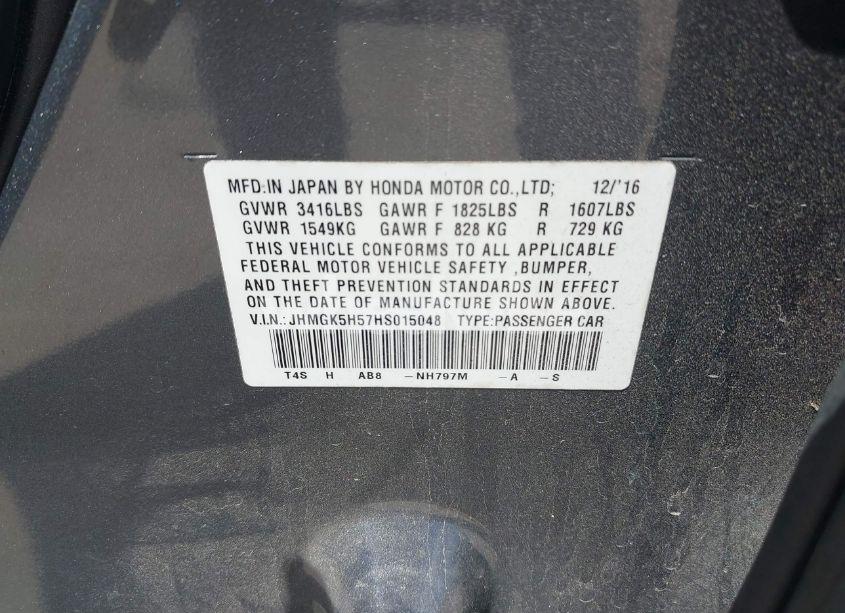 MFD.IN JAPAN BY HONDA MOTOR CO.,LTD; 12/'16
GVWR 3416LBS GAWR F 1825LBS R 1607LBS
GVWR 1549KG GAWR F 828 KG R 729 KG
THIS VEHICLE CONFORMS TO ALL APPLICABLE
FEDERAL MOTOR VEHICLE SAFETY ,BUMPER,
AND THEFT PREVENTION STANDARDS IN EFFECT
ON THE DATE OF MANUFACTURE SHOWN ABOVE.
V.I.N.: JHMGK5H57HS015048 TYPE:PASSENGER CAR
T4S H AB8 -NH797M -A -S